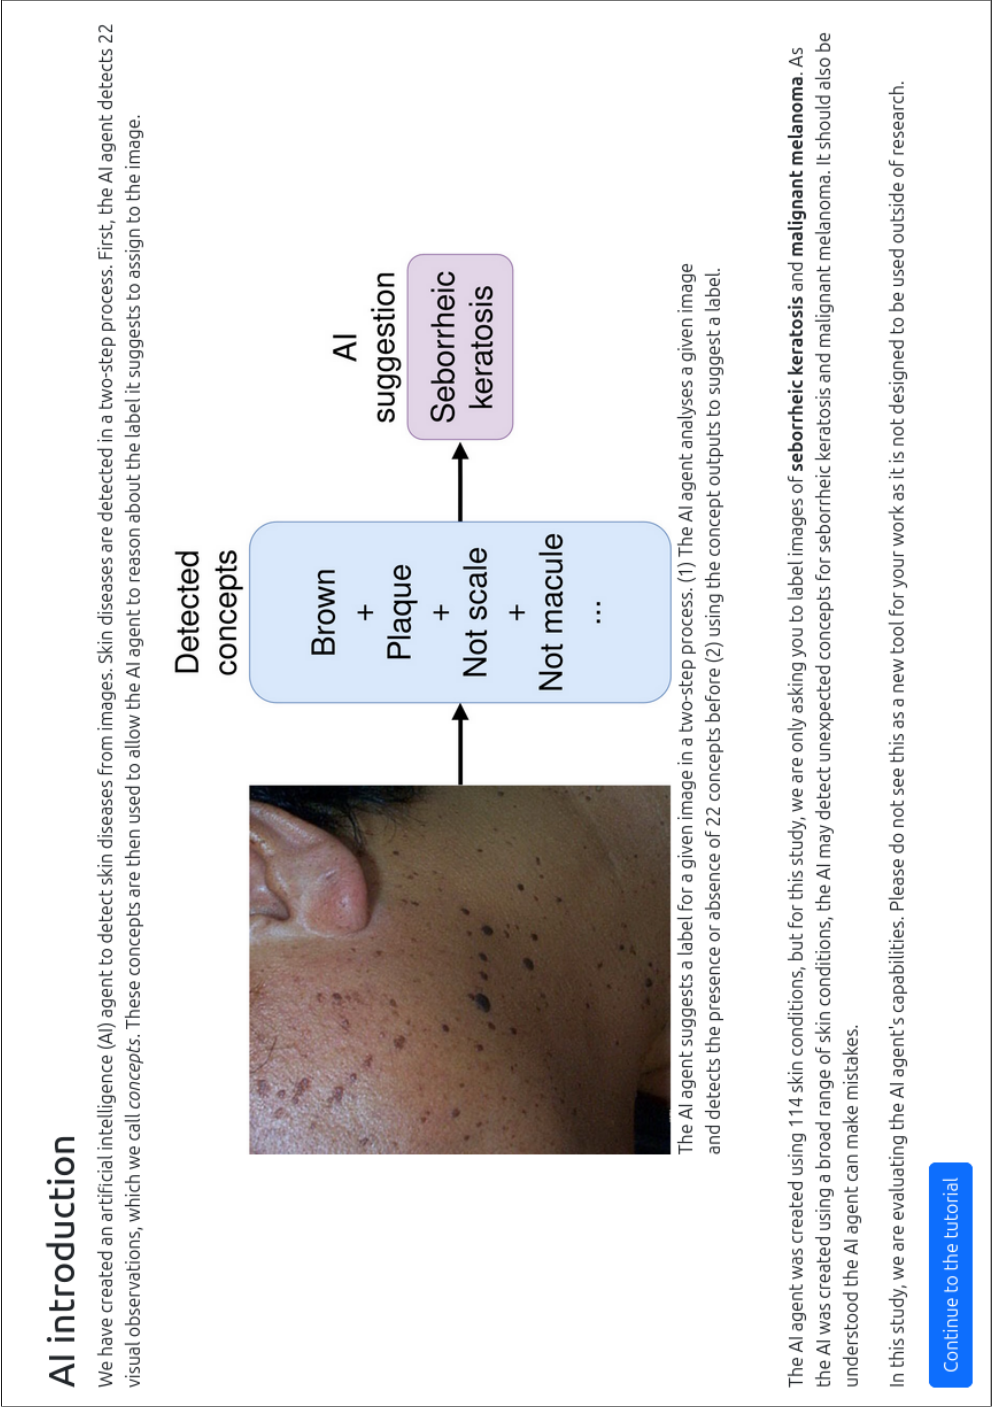 AI introduction
We have created an artificial intelligence (AI) agent to detect skin diseases from images. Skin diseases are detected in a two-step process. First, the AI agent detects 22
visual observations, which we call concepts. These concepts are then used to allow the AI agent to reason about the label it suggests to assign to the image.
Detected
concepts
Brown
+
Plaque
+
Not scale
+
Not macule
...
AI
suggestion
Seborrheic
keratosis
The AI agent suggests a label for a given image in a two-step process. (1) The AI agent analyses a given image
and detects the presence or absence of 22 concepts before (2) using the concept outputs to suggest a label.
The AI agent was created using 114 skin conditions, but for this study, we are only asking you to label images of seborrheic keratosis and malignant melanoma. As
the AI was created using a broad range of skin conditions, the AI may detect unexpected concepts for seborrheic keratosis and malignant melanoma. It should also be
understood the AI agent can make mistakes.
In this study, we are evaluating the AI agent's capabilities. Please do not see this as a new tool for your work as it is not designed to be used outside of research.
Continue to the tutorial